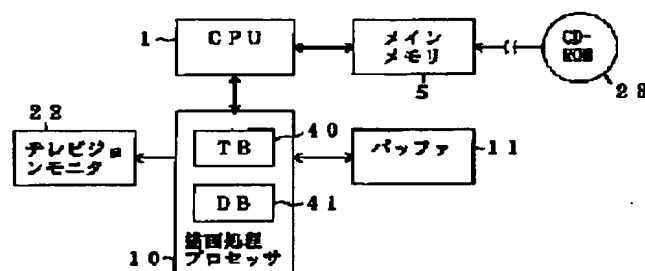 1
CPU
メイン
メモリ
5
CD-
ROM
23
22
テレビジョ
ンモニタ
TB
40
DB
41
描画処理
プロセッサ
10
バッファ
11